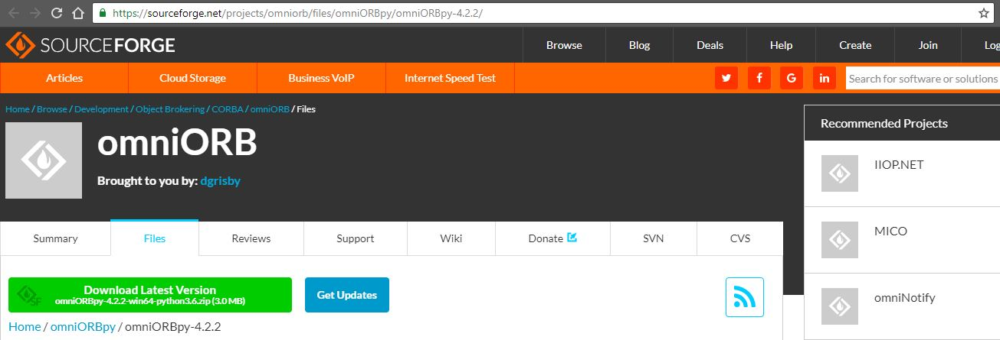 https://sourceforge.net/projects/omniorb/files/omniORBpy/omniORBpy-4.2.2/
SOURCEFORGE Browse Blog Deals Help Create Join Log
Articles Cloud Storage Business VoIP Internet Speed Test f G in Search for software or solutions
Home / Browse / Development / Object Brokering / CORBA / omniORB / Files
omniORB
Brought to you by: dgrisby
Recommended Projects
IIOP.NET
MICO
omniNotify
Summary Files Reviews Support Wiki Donate SVN CVS
Download Latest Version
SF omniORBpy-4.2.2-win64-python3.6.zip (3.0 MB)
Get Updates
Home / omniORBpy / omniORBpy-4.2.2